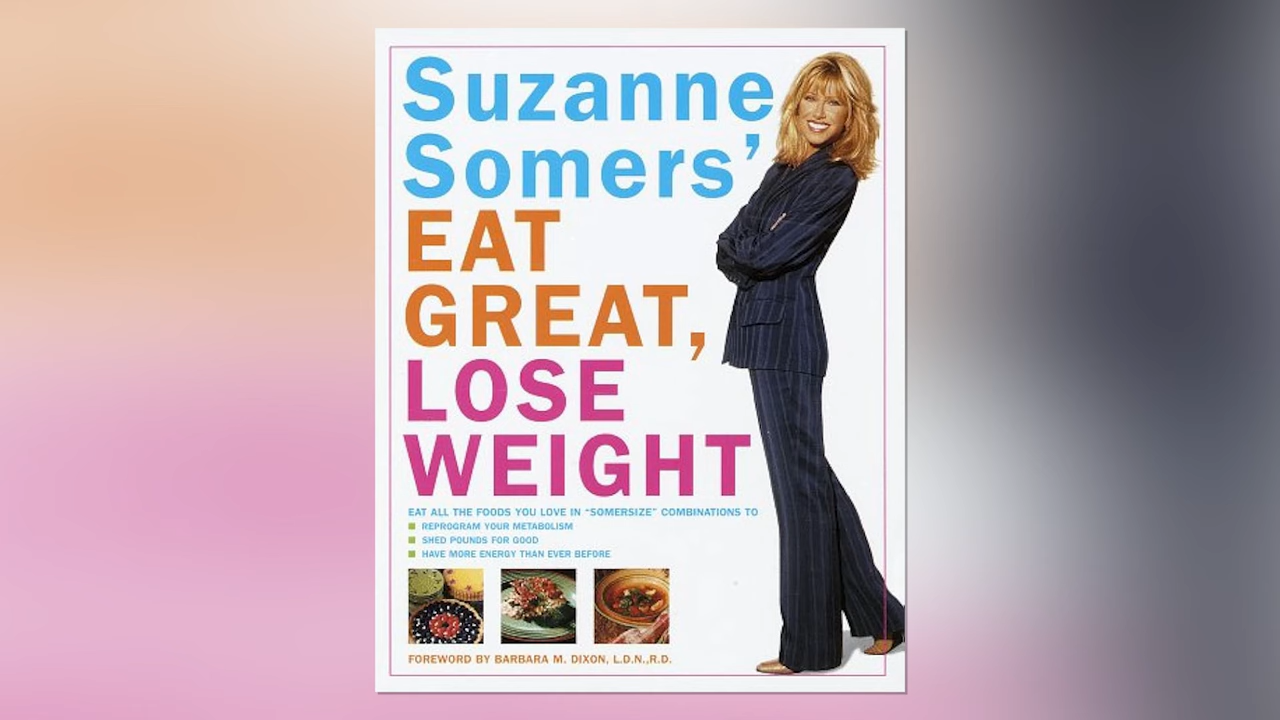 Suzanne
Somers'
EAT
GREAT,
LOSE
WEIGHT
EAT ALL THE FOODS YOU LOVE IN "SOMERSIZE" COMBINATIONS TO
REPROGRAM YOUR METABOLISM
SHED POUNDS FOR GOOD
HAVE MORE ENERGY THAN EVER BEFORE
FOREWORD BY BARBARA M. DIXON, L.D.N.,R.D.